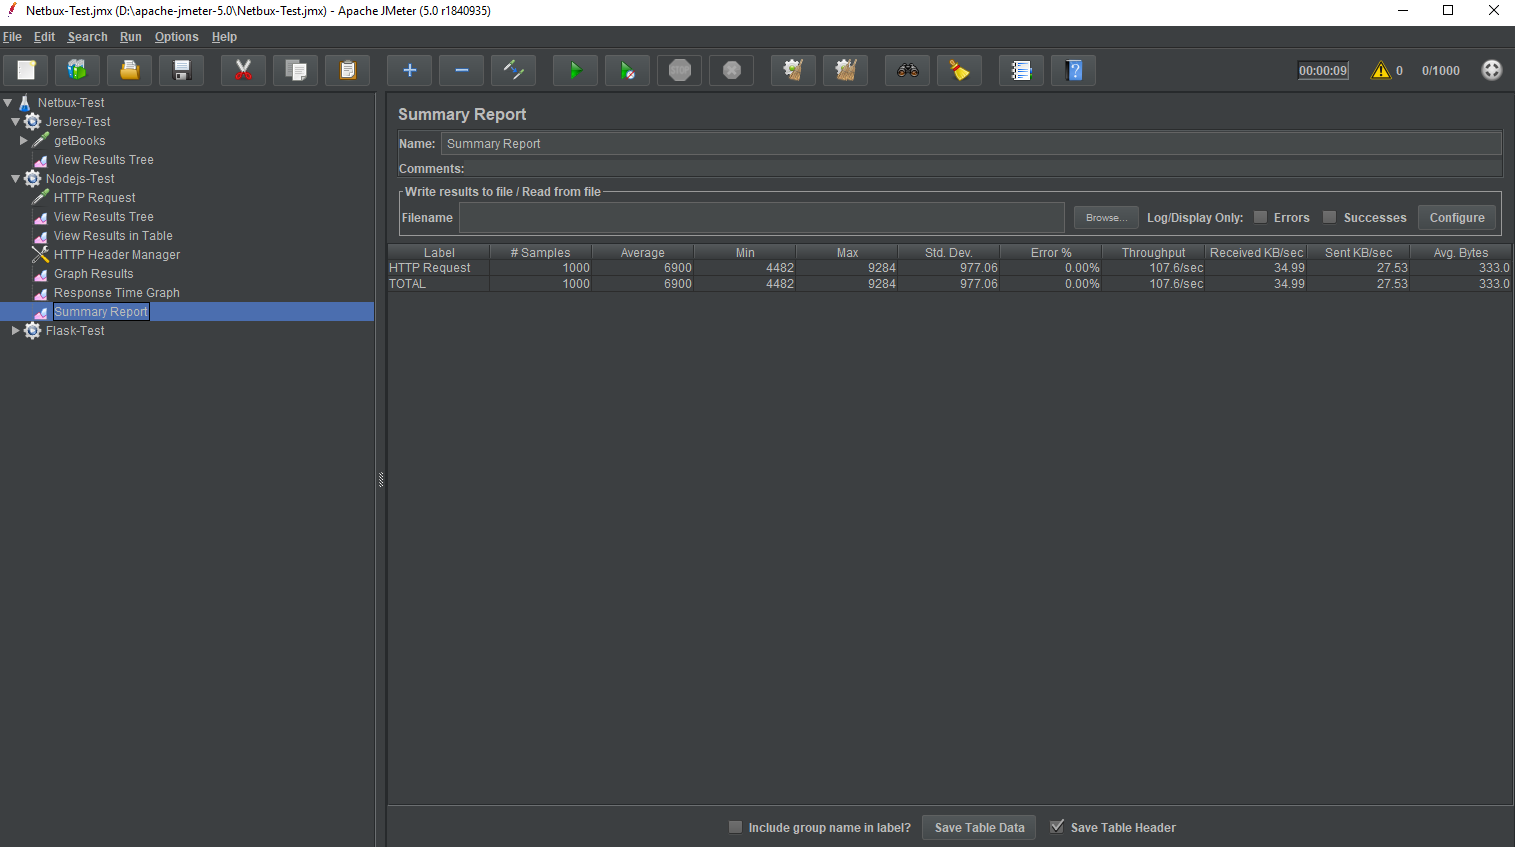 Netbux-Test.jmx (D:\apache-jmeter-5.0\Netbux-Test.jmx) - Apache JMeter (5.0 r1840935)
File Edit Search Run Options Help
STOP
00:00:09 0 0/1000
Netbux-Test
Jersey-Test
getBooks
View Results Tree
Nodejs-Test
HTTP Request
View Results Tree
View Results in Table
HTTP Header Manager
Graph Results
Response Time Graph
Summary Report
Flask-Test
Summary Report
Name: Summary Report
Comments:
Write results to file / Read from file
Filename Browse... Log/Display Only: Errors Successes Configure
Label # Samples Average Min Max Std. Dev. Error % Throughput Received KB/sec Sent KB/sec Avg. Bytes
HTTP Request 1000 6900 4482 9284 977.06 0.00% 107.6/sec 34.99 27.53 333.0
TOTAL 1000 6900 4482 9284 977.06 0.00% 107.6/sec 34.99 27.53 333.0
Include group name in label? Save Table Data Save Table Header